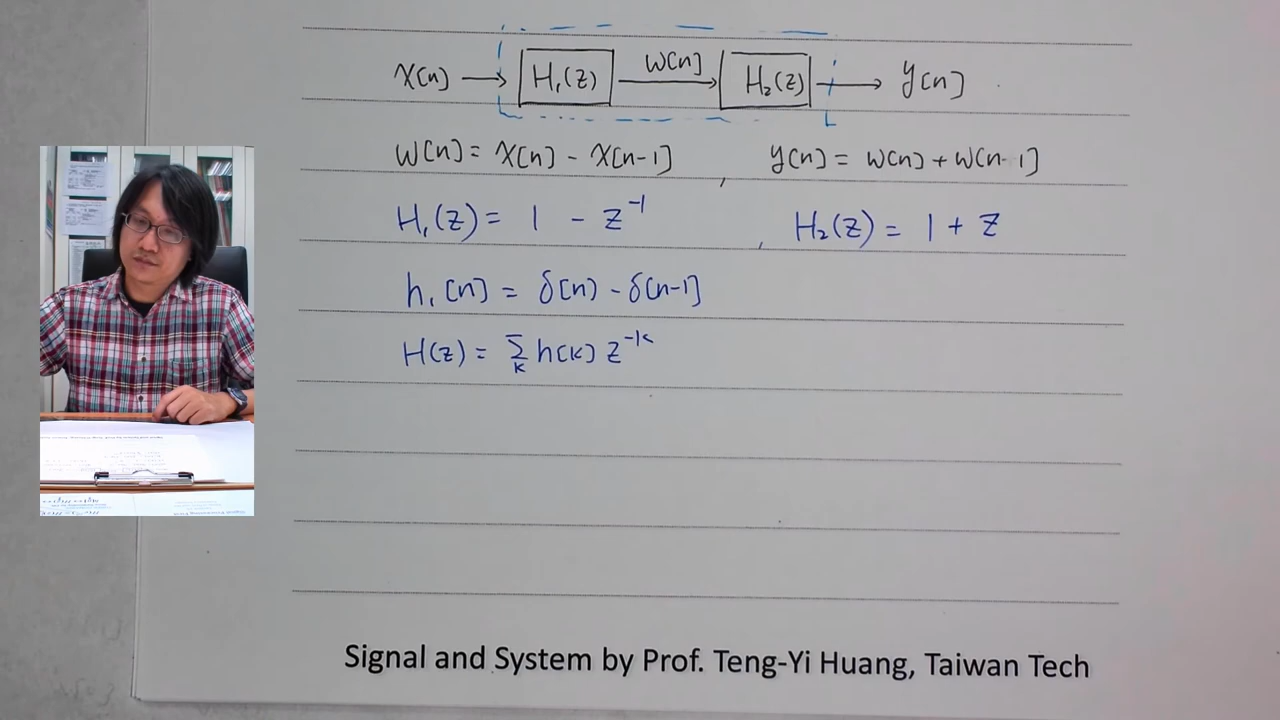 x[n] → H₁(z) w[n] → H₂(z) → y[n]
w[n] = x[n] - x[n-1] , y[n] = w[n] + w[n-1]
H₁(z) = 1 - z⁻¹ , H₂(z) = 1 + z
h₁[n] = δ[n] - δ[n-1]
H(z) = Σₖ h[k] z⁻ᵏ
Signal and System by Prof. Teng-Yi Huang, Taiwan Tech